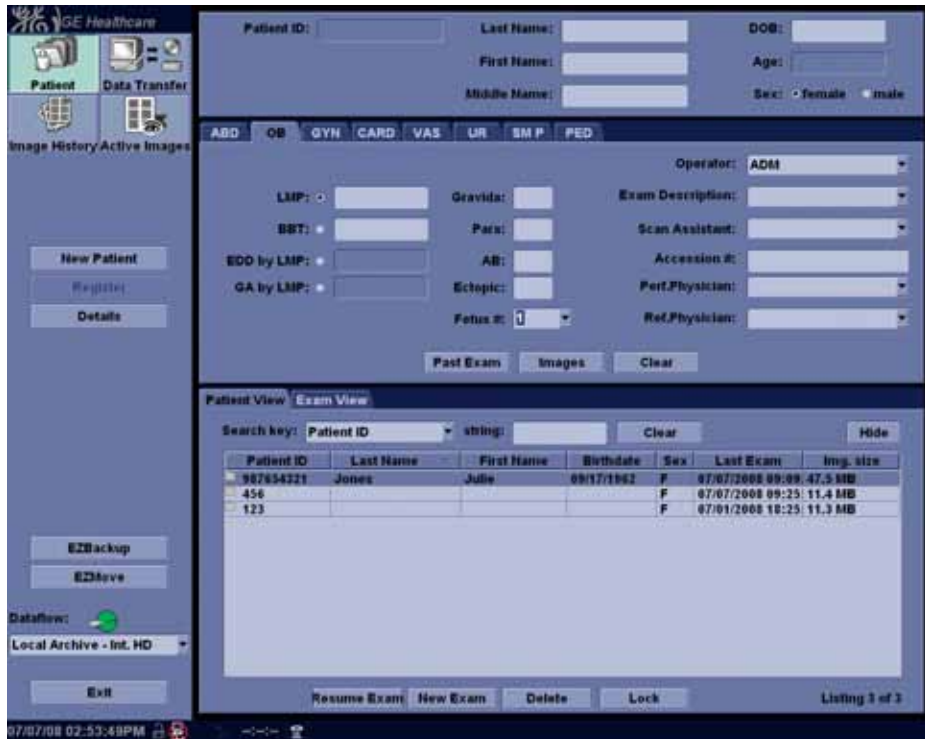 GE Healthcare
Patient
Data Transfer
Image History
Active Images
New Patient
Register
Details
EZBackup
EZMove
Dataflow:
Local Archive - Int. HD
Exit
07/07/08 02:53:49PM
Patient ID:
Last Name:
DOB:
First Name:
Age:
Middle Name:
Sex: female male
ABD OB GYN CARD VAS UR SM P PED
Operator: ADM
LMP:
Gravida:
Exam Description:
BBT:
Para:
Scan Assistant:
EDD by LMP:
AB:
Accession #:
GA by LMP:
Ectopic:
Perf.Physician:
Fetus #: 1
Ref.Physician:
Past Exam Images Clear
Patient View Exam View
Search key: Patient ID string: Clear Hide
Patient ID Last Name First Name Birthdate Sex Last Exam Img. size
987654321 Jones Julie 09/17/1962 F 07/07/2008 09:09: 47.5 MB
456 F 07/07/2008 09:25: 11.4 MB
123 F 07/01/2008 18:25: 11.3 MB
Resume Exam New Exam Delete Lock Listing 3 of 3
--:--